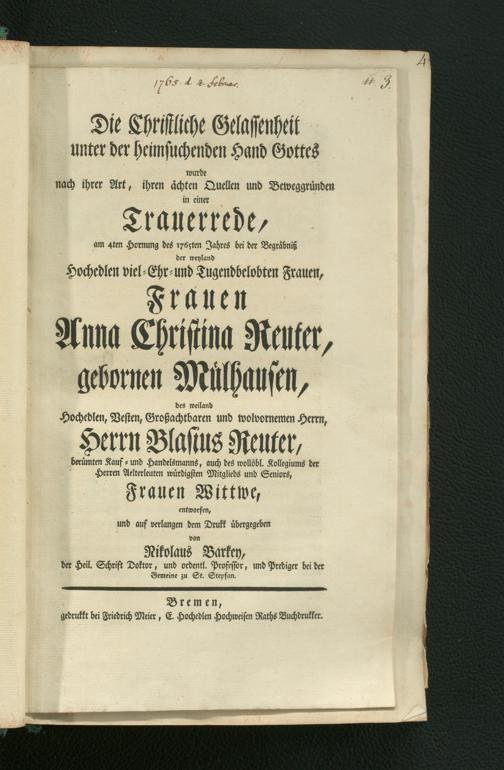 1765. d 4. Februar.
# 3.
4
Die Christliche Gelassenheit
unter der heimsuchenden Hand Gottes
wurde
nach ihrer Art, ihren ächten Quellen und Beweggründen
in einer
Trauerrede,
am 4ten Hornung des 1765ten Jahres bei der Begräbniß
der weyland
Hochedlen viel-Ehr-und Tugendbelobten Frauen,
Frauen
Anna Christina Reuter,
gebornen Mülhausen,
des weiland
Hochedlen, Vesten, Großachtbaren und wolvornemen Herrn,
Herrn Blasius Reuter,
berümten Kauf-und Handelsmanns, auch des wollöbl. Kollegiums der
Herren Aelterleuten würdigsten Mitglieds und Seniors,
Frauen Wittwe,
entworfen,
und auf verlangen dem Drukk übergegeben
von
Nikolaus Barkey,
der Heil. Schrift Doktor, und ordentl. Professor, und Prediger bei der
Gemeine zu St. Stepfan.
Bremen,
gedrukkt bei Friedrich Meier, E. Hochedlen Hochweisen Raths Buchdrukker.